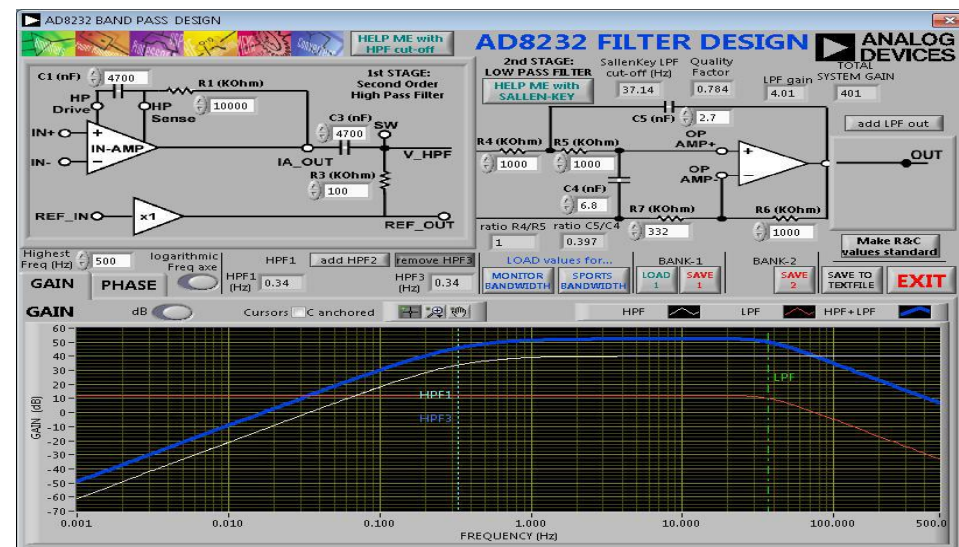 AD8232 BAND PASS DESIGN
HELP ME with
HPF cut-off
AD8232 FILTER DESIGN
ANALOG
DEVICES
C1 (nF)
4700
R1 (KOhm)
10000
1st STAGE:
Second Order
High Pass Filter
HP
Drive
HP
Sense
C3 (nF)
4700
SW
IN+
IN-
IN-AMP
IA_OUT
V_HPF
R3 (KOhm)
100
REF_IN
x1
REF_OUT
2nd STAGE:
LOW PASS FILTER
HELP ME with
SALLEN-KEY
SallenKey LPF
cut-off (Hz)
37.14
Quality
Factor
0.784
LPF gain
4.01
TOTAL
SYSTEM GAIN
401
C5 (nF)
2.7
add LPF out
R4 (KOhm)
1000
R5 (KOhm)
1000
OP
AMP+
OP
AMP-
OUT
C4 (nF)
6.8
R7 (KOhm)
332
R6 (KOhm)
1000
ratio R4/R5
1
ratio C5/C4
0.397
Make R&C
values standard
Highest
Freq (Hz)
500
logarithmic
Freq axe
HPF1
add HPF2
remove HPF3
HPF1
(Hz)
0.34
HPF3
(Hz)
0.34
LOAD values for...
MONITOR
BANDWIDTH
SPORTS
BANDWIDTH
BANK-1
LOAD
1
SAVE
1
BANK-2
SAVE
2
SAVE TO
TEXTFILE
EXIT
GAIN
PHASE
GAIN
dB
Cursors
C anchored
HPF
LPF
HPF+LPF
GAIN (dB)
60
50
40
30
20
10
0
-10
-20
-30
-40
-50
-60
-70
HPF1
HPF3
LPF
0.001
0.010
0.100
1.000
10.000
100.000
500.0
FREQUENCY (Hz)